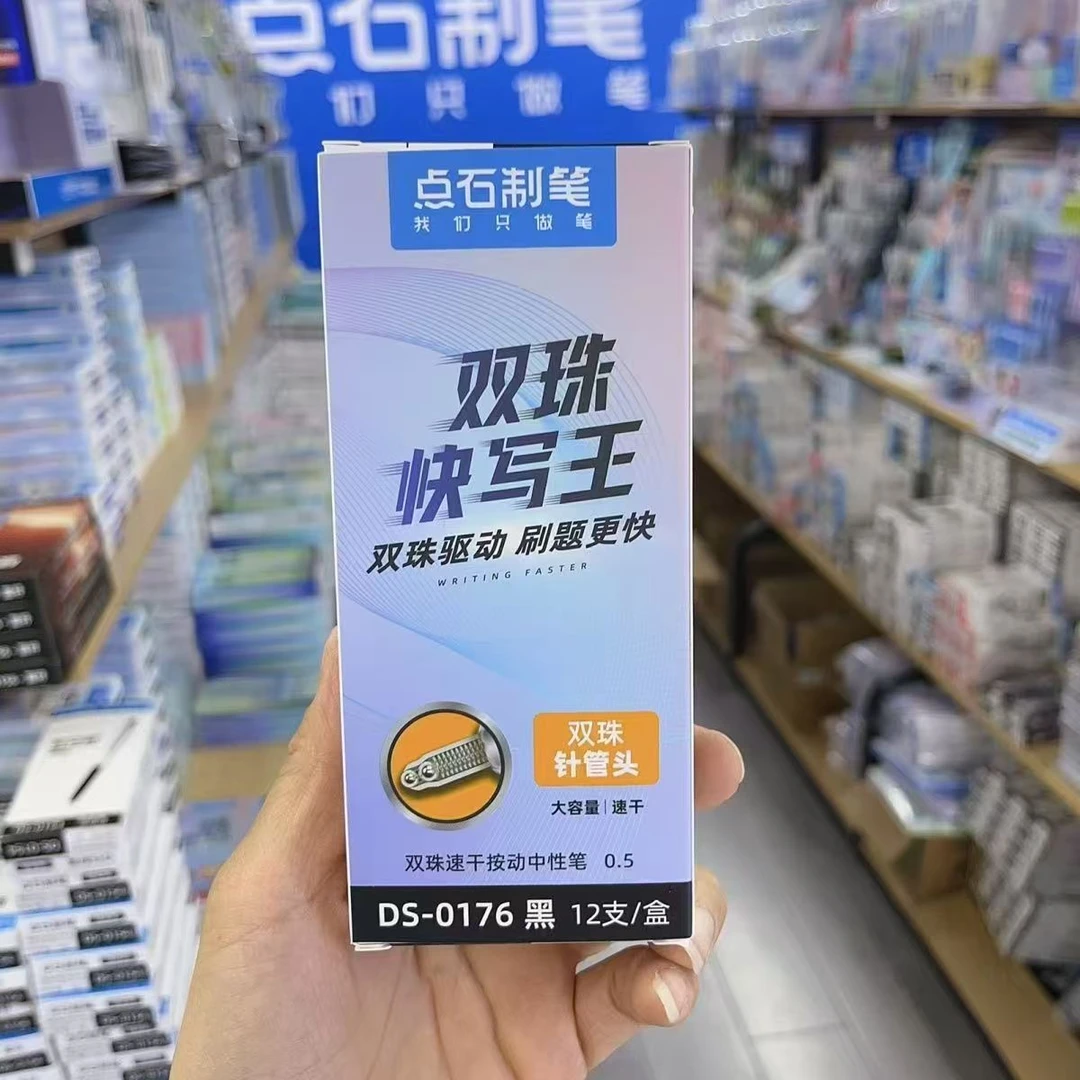 点石制笔
们只做笔
点石制笔
我们只做笔
双珠
快写王
双珠驱动 刷题更快
WRITING FASTER
双珠
针管头
大容量|速干
双珠速干按动中性笔 0.5
DS-0176 黑 12支/盒